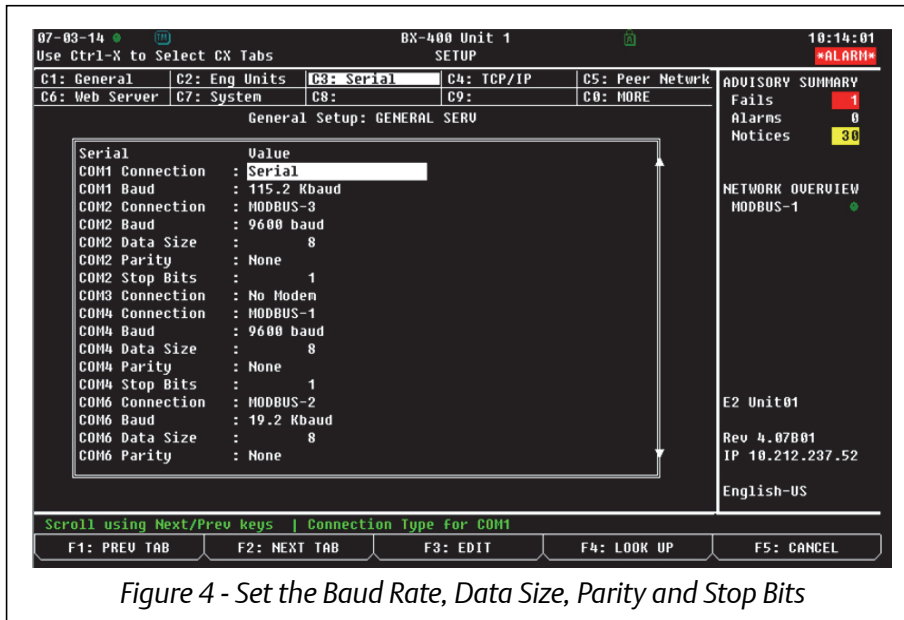 07-03-14 TM BX-400 Unit 1 A 10:14:01
Use Ctrl-X to Select CX Tabs SETUP *ALARM*
C1: General C2: Eng Units C3: Serial C4: TCP/IP C5: Peer Netwrk
C6: Web Server C7: System C8: C9: C0: MORE
ADVISORY SUMMARY
Fails 1
Alarms 0
Notices 30
NETWORK OVERVIEW
MODBUS-1
General Setup: GENERAL SERV
Serial Value
COM1 Connection : Serial
COM1 Baud : 115.2 Kbaud
COM2 Connection : MODBUS-3
COM2 Baud : 9600 baud
COM2 Data Size : 8
COM2 Parity : None
COM2 Stop Bits : 1
COM3 Connection : No Modem
COM4 Connection : MODBUS-1
COM4 Baud : 9600 baud
COM4 Data Size : 8
COM4 Parity : None
COM4 Stop Bits : 1
COM6 Connection : MODBUS-2
COM6 Baud : 19.2 Kbaud
COM6 Data Size : 8
COM6 Parity : None
E2 Unit01
Rev 4.07B01
IP 10.212.237.52
English-US
Scroll using Next/Prev keys | Connection Type for COM1
F1: PREV TAB F2: NEXT TAB F3: EDIT F4: LOOK UP F5: CANCEL
Figure 4 - Set the Baud Rate, Data Size, Parity and Stop Bits